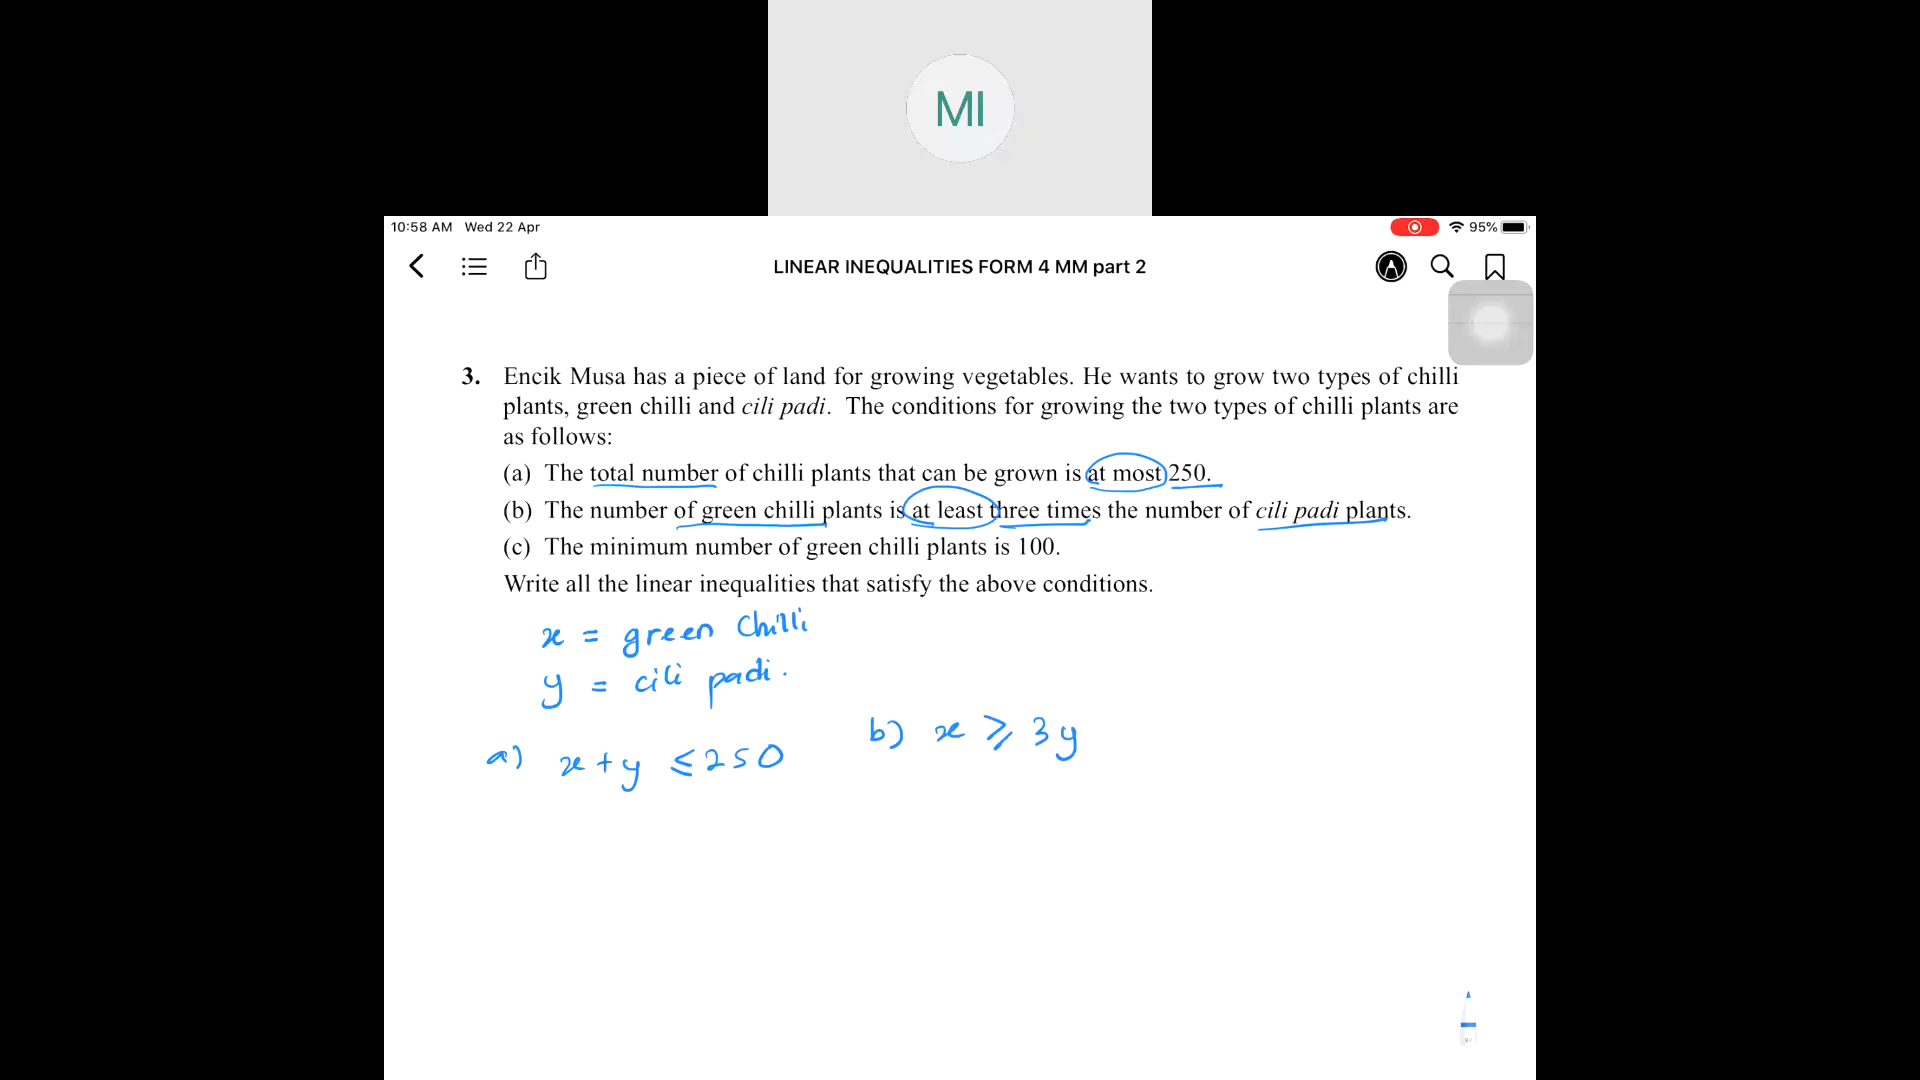 MI
10:58 AM Wed 22 Apr
95%
LINEAR INEQUALITIES FORM 4 MM part 2
3. Encik Musa has a piece of land for growing vegetables. He wants to grow two types of chilli
plants, green chilli and cili padi. The conditions for growing the two types of chilli plants are
as follows:
(a) The total number of chilli plants that can be grown is at most 250.
(b) The number of green chilli plants is at least three times the number of cili padi plants.
(c) The minimum number of green chilli plants is 100.
Write all the linear inequalities that satisfy the above conditions.
x = green Chilli
y = cili padi.
a) x + y ⩽ 250
b) x ⩾ 3y